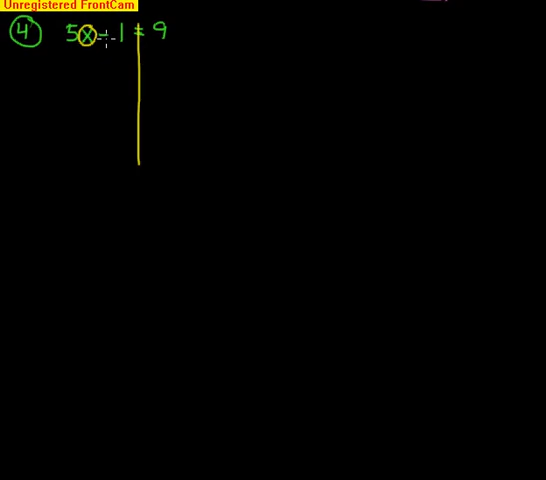 Unregistered FrontCam
4 5x - 1 = 9